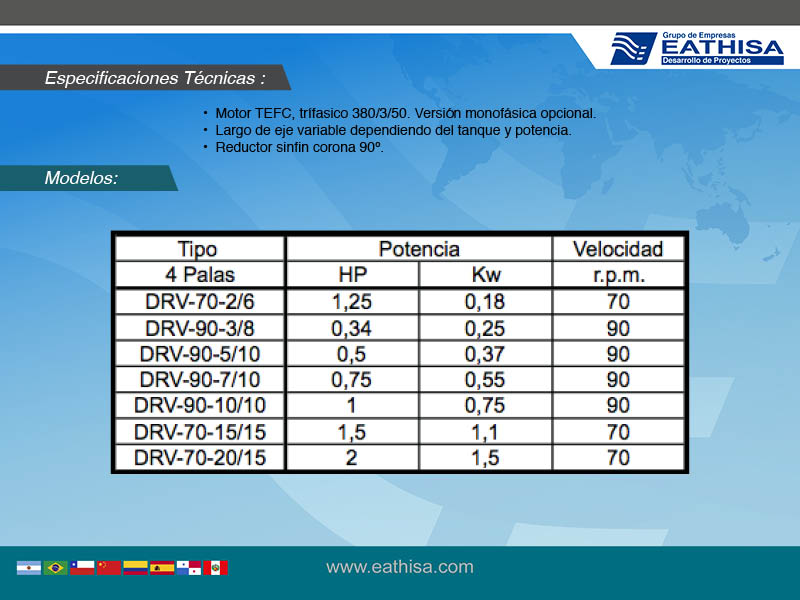 Grupo de Empresas
EATHISA
Desarrollo de Proyectos
Especificaciones Técnicas :
• Motor TEFC, trífasico 380/3/50. Versión monofásica opcional.
• Largo de eje variable dependiendo del tanque y potencia.
• Reductor sinfin corona 90º.
Modelos:
Tipo Potencia Velocidad
4 Palas HP Kw r.p.m.
DRV-70-2/6 1,25 0,18 70
DRV-90-3/8 0,34 0,25 90
DRV-90-5/10 0,5 0,37 90
DRV-90-7/10 0,75 0,55 90
DRV-90-10/10 1 0,75 90
DRV-70-15/15 1,5 1,1 70
DRV-70-20/15 2 1,5 70
www.eathisa.com